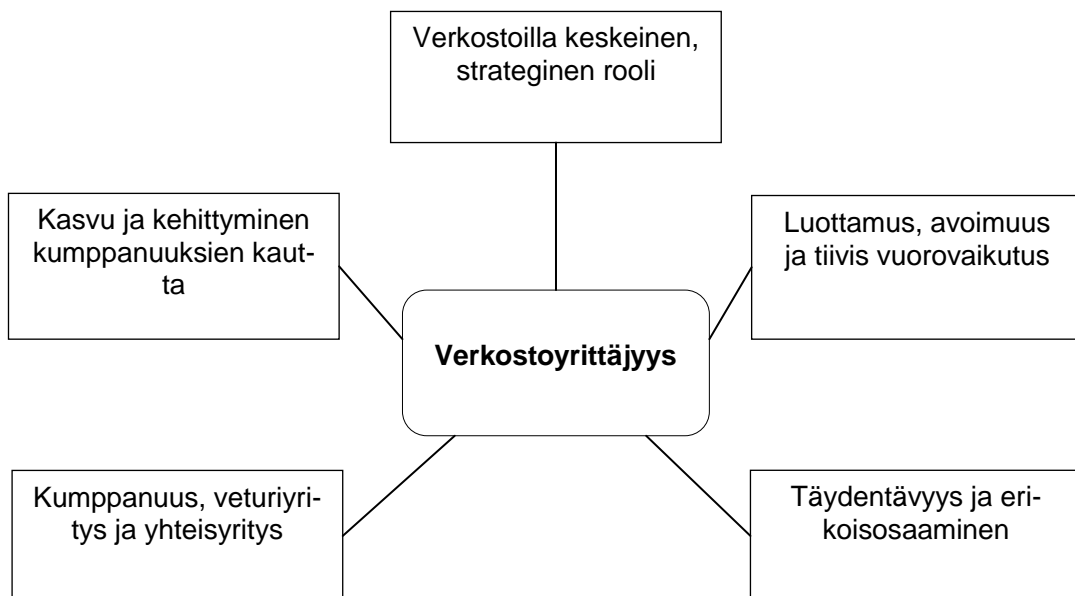 Verkostoilla keskeinen,
strateginen rooli
Kasvu ja kehittyminen
kumppanuuksien kaut-
ta
Luottamus, avoimuus
ja tiivis vuorovaikutus
Verkostoyrittäjyys
Kumppanuus, veturiyri-
tys ja yhteisyritys
Täydentävyys ja eri-
koisosaaminen